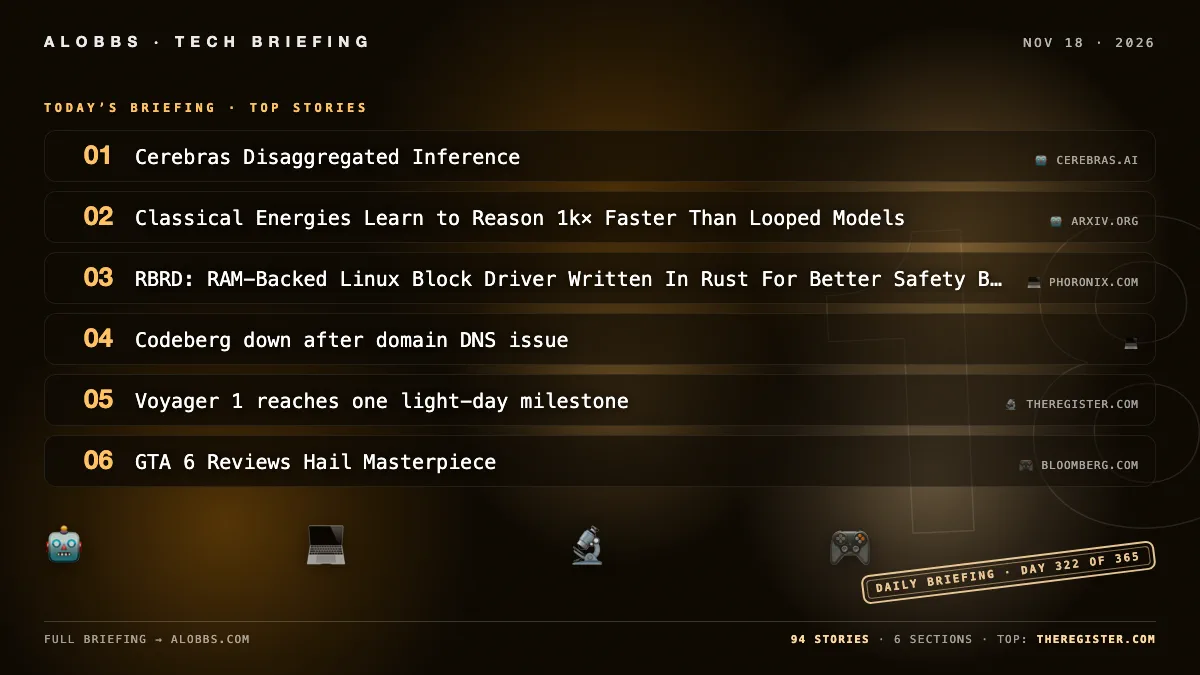 ALOBBS · TECH BRIEFING
NOV 18 · 2026
TODAY’S BRIEFING · TOP STORIES
01 Cerebras Disaggregated Inference CEREBRAS.AI
02 Classical Energies Learn to Reason 1k× Faster Than Looped Models ARXIV.ORG
03 RBRD: RAM-Backed Linux Block Driver Written In Rust For Better Safety B… PHORONIX.COM
04 Codeberg down after domain DNS issue
05 Voyager 1 reaches one light-day milestone THEREGISTER.COM
06 GTA 6 Reviews Hail Masterpiece BLOOMBERG.COM
18
DAILY BRIEFING · DAY 322 OF 365
FULL BRIEFING → ALOBBS.COM
94 STORIES · 6 SECTIONS · TOP: THEREGISTER.COM